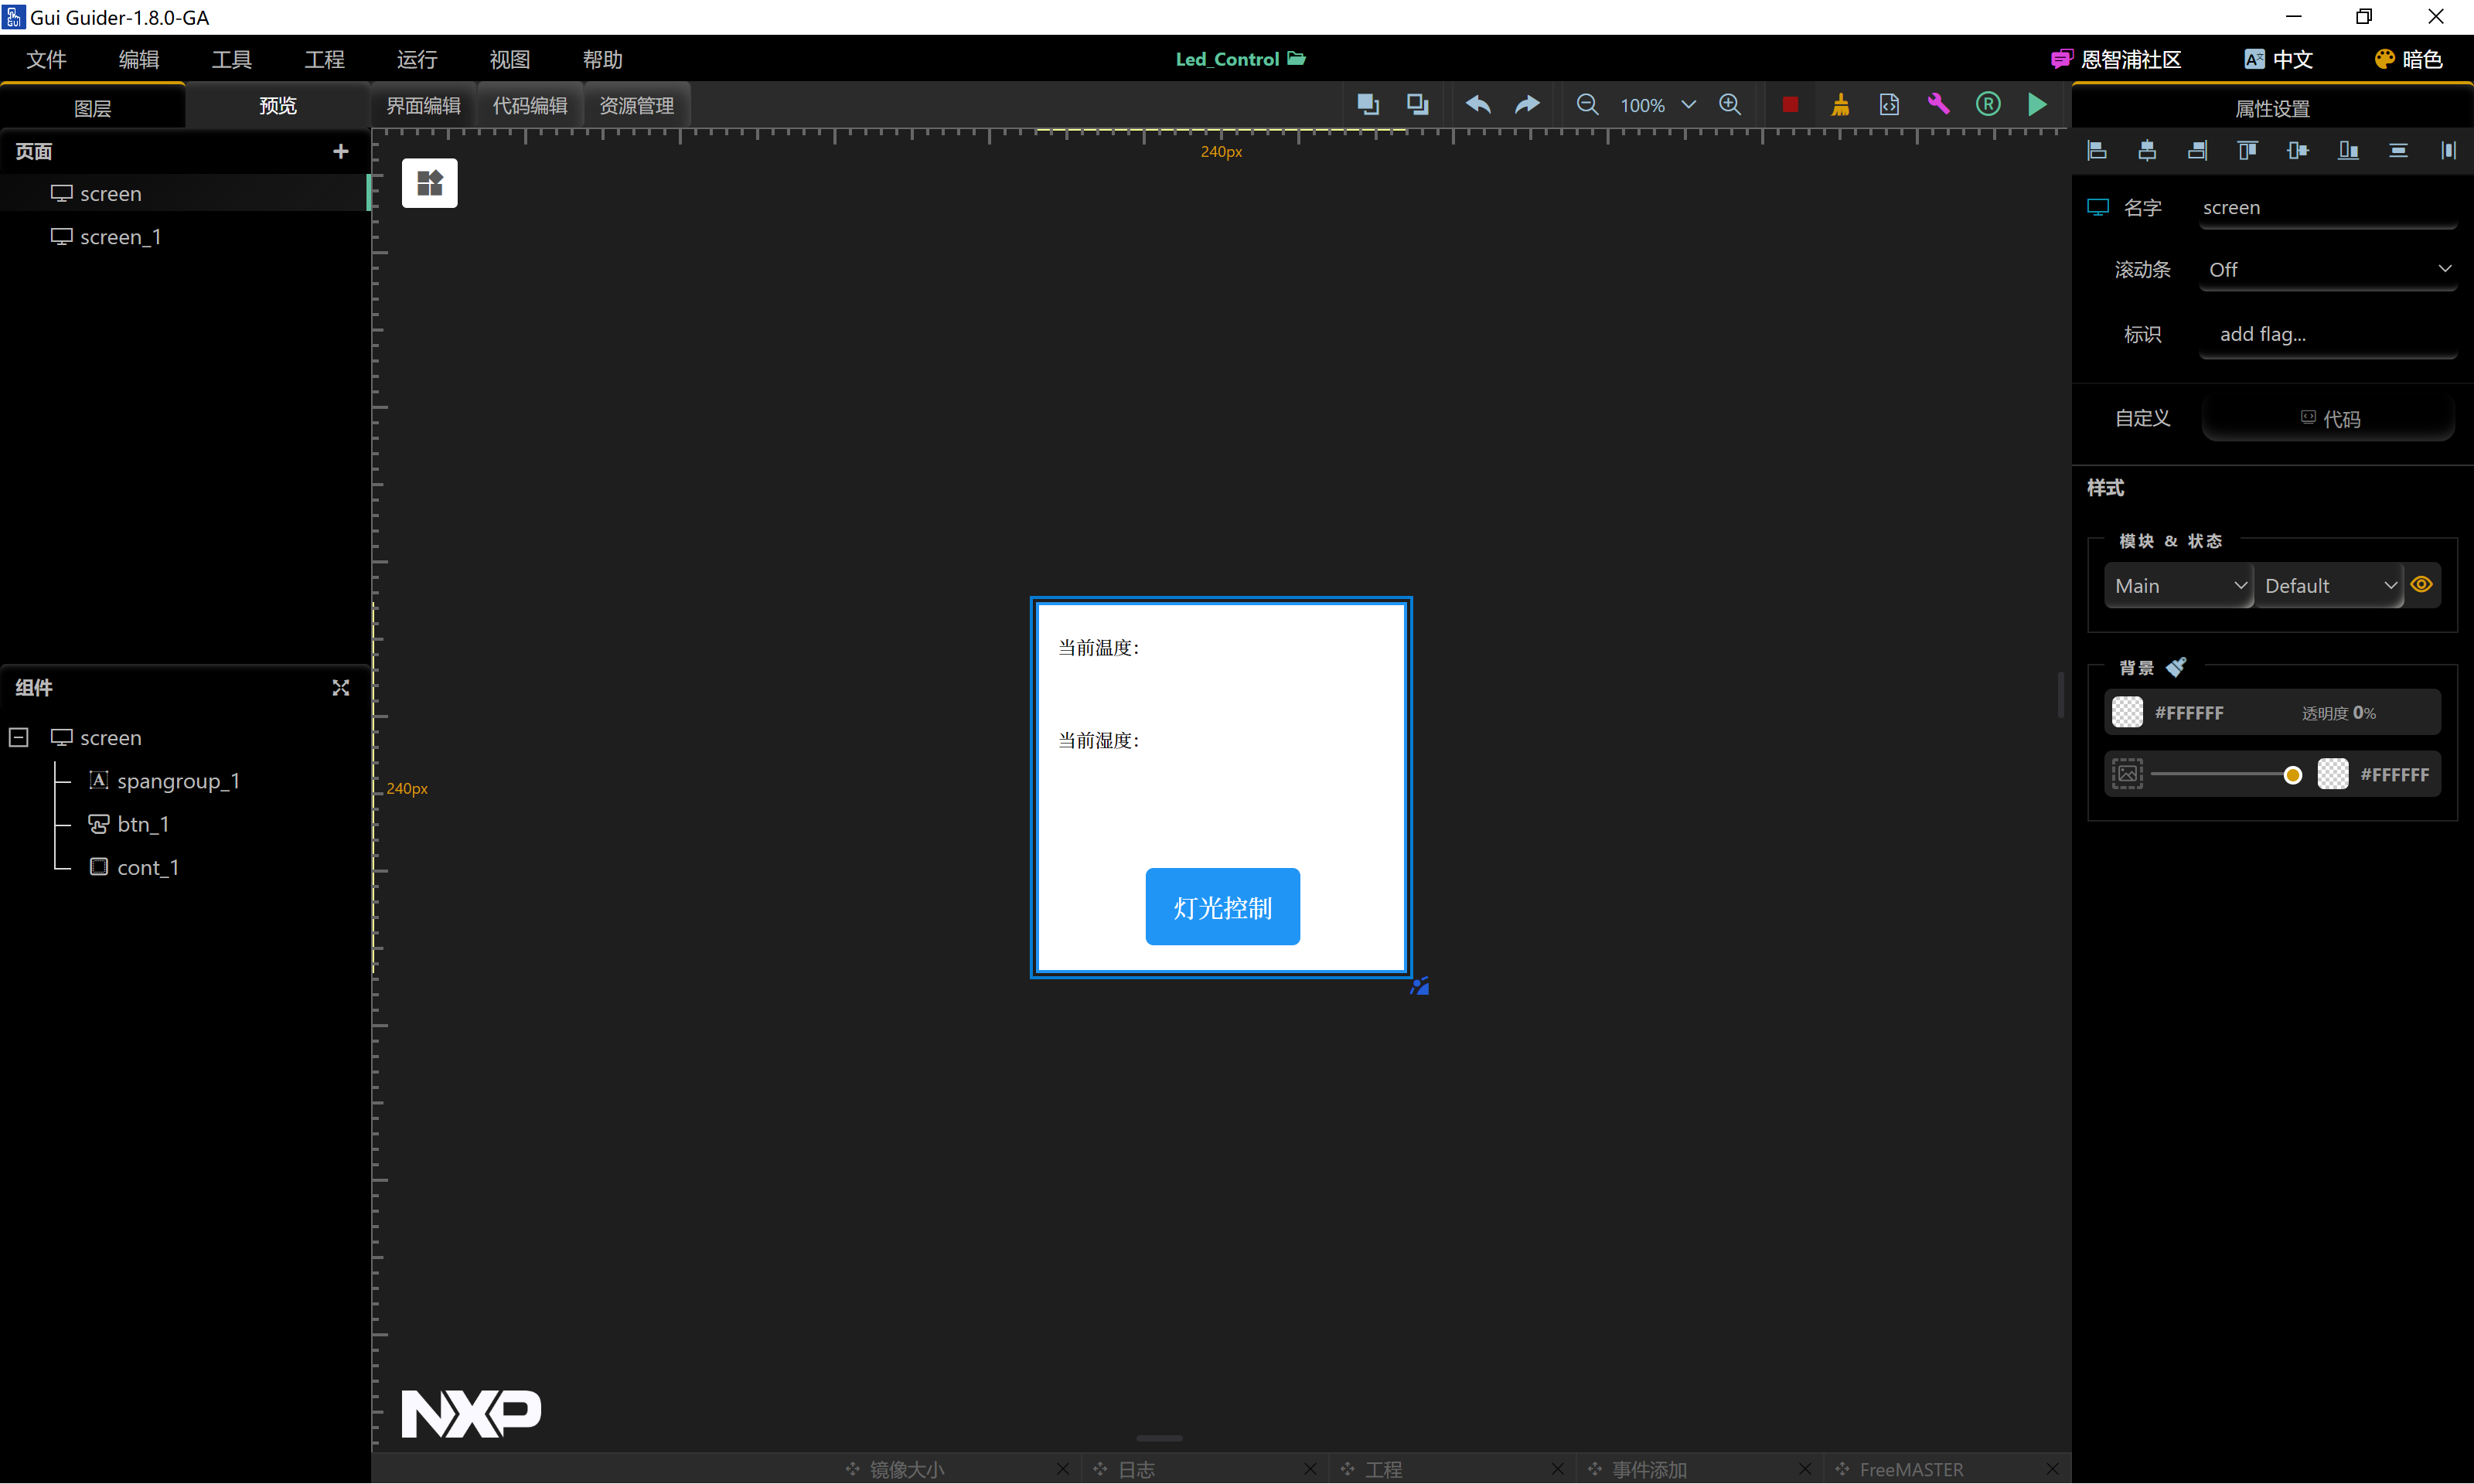 Gui Guider-1.8.0-GA
文件 编辑 工具 工程 运行 视图 帮助 Led_Control 恩智浦社区 中文 暗色
图层 预览 界面编辑 代码编辑 资源管理 100% 属性设置
页面
screen
screen_1
240px
240px
名字 screen
滚动条 Off
标识 add flag...
自定义 代码
样式
模块 & 状态
Main Default
背景
#FFFFFF 透明度 0%
#FFFFFF
组件
screen
spangroup_1
btn_1
cont_1
当前温度：
当前湿度：
灯光控制
NXP
镜像大小 日志 工程 事件添加 FreeMASTER